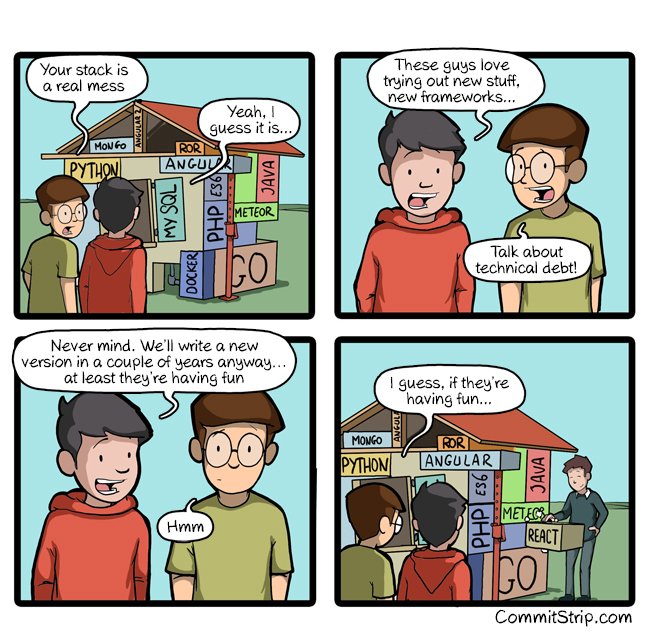 Your stack is
a real mess
Yeah, I
guess it is...
ANGULAR 2
MONGO
ROR
PYTHON
ANGUL
MYSQL
PHP
ES6
JAVA
METEOR
DOCKER
GO
These guys love
trying out new stuff,
new frameworks...
Talk about
technical debt!
Never mind. We'll write a new
version in a couple of years anyway...
at least they're having fun
Hmm
I guess, if they're
having fun...
ANGUL
MONGO
ROR
PYTHON
ANGULAR
PHP
ES6
JAVA
METEOR
REACT
GO
CommitStrip.com